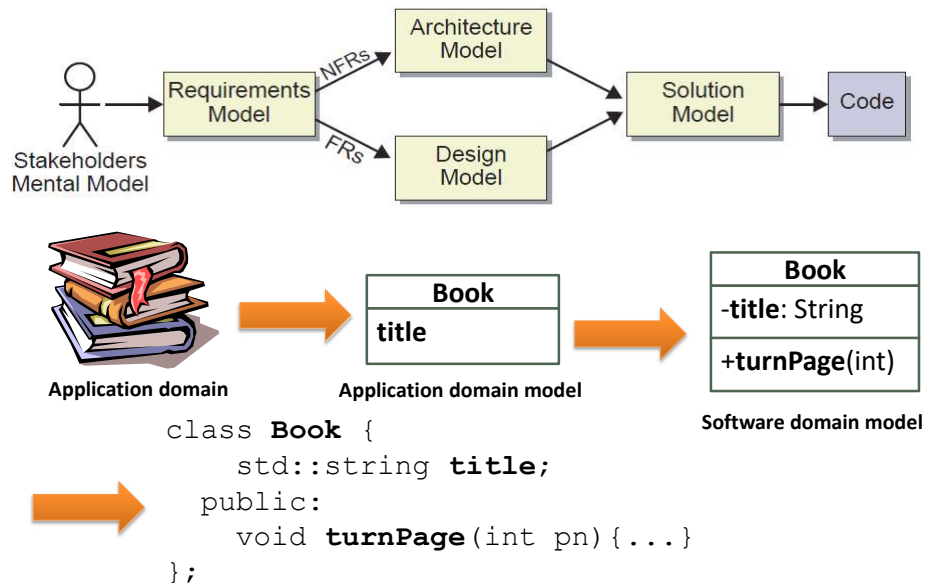 Stakeholders
Mental Model
Requirements
Model
NFRs
FRs
Architecture
Model
Design
Model
Solution
Model
Code
Application domain
Book
title
Application domain model
Book
-title: String
+turnPage(int)
Software domain model
class Book {
    std::string title;
  public:
    void turnPage(int pn){...}
};